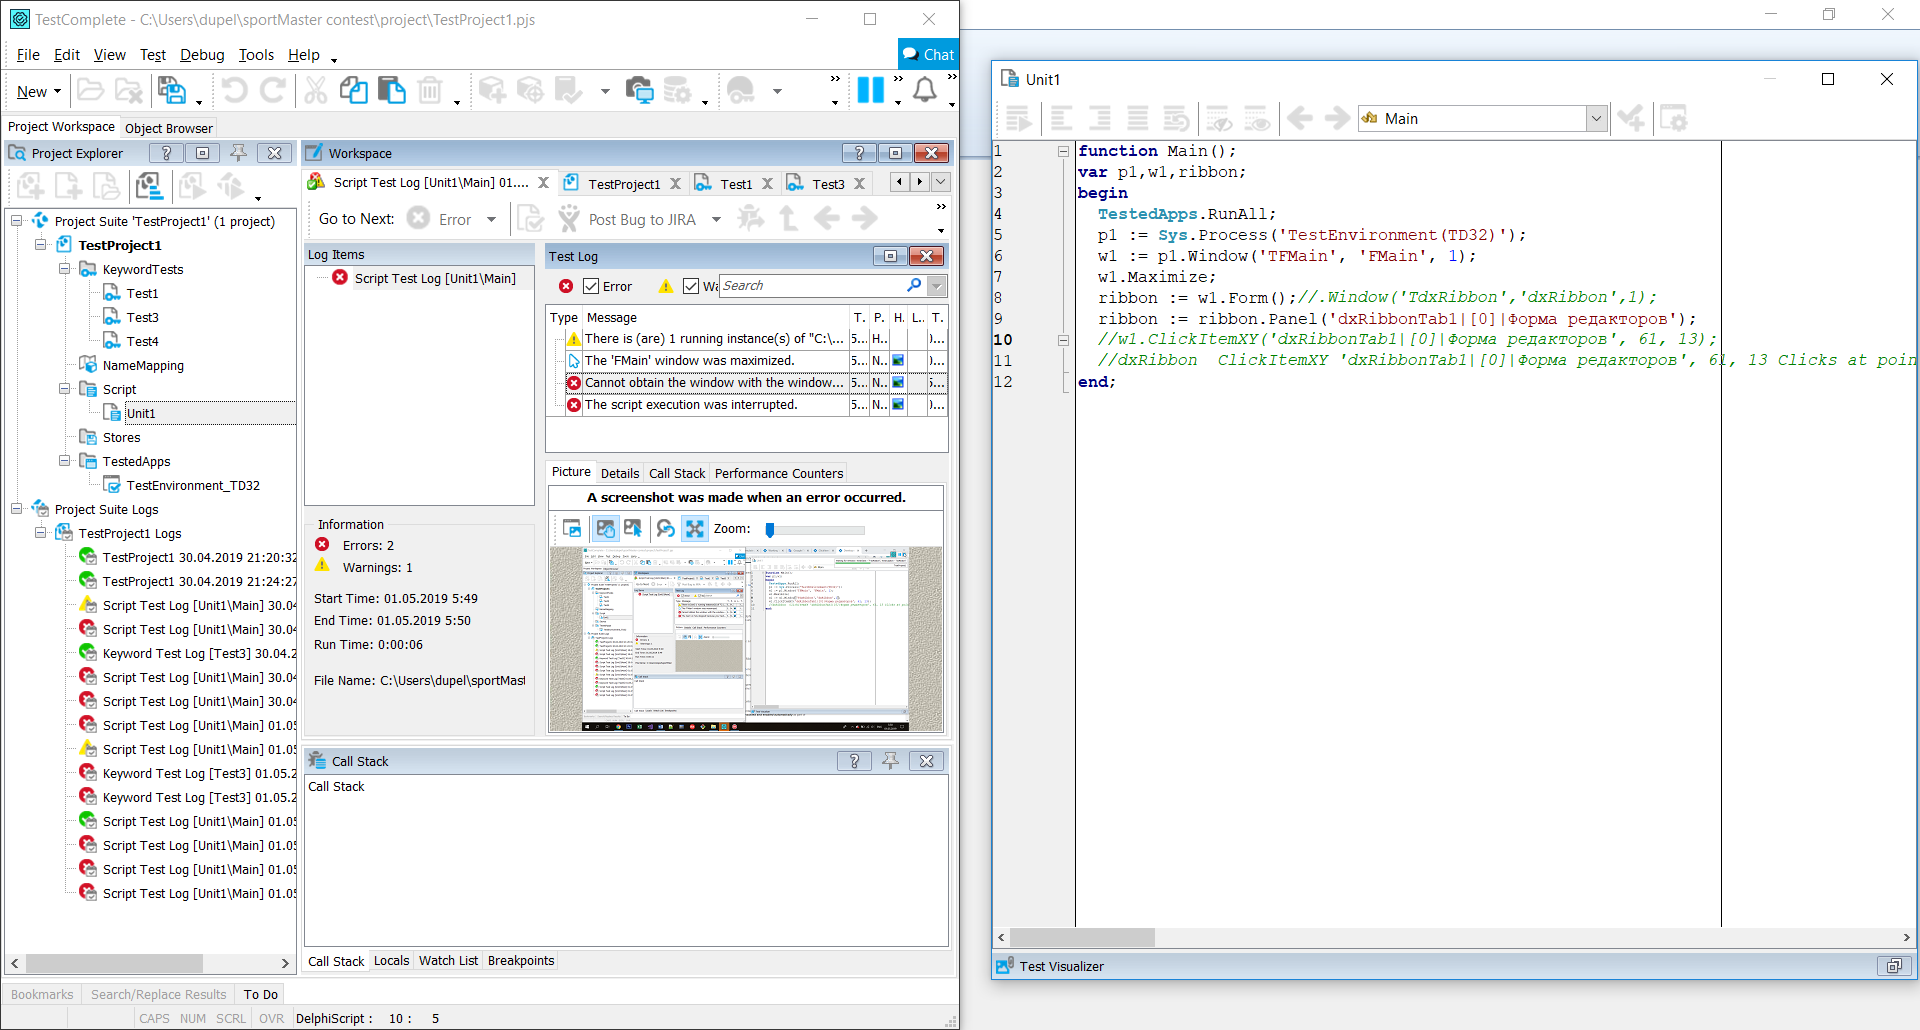 TestComplete - C:\Users\dupel\sportMaster contest\project\TestProject1.pjs
File Edit View Test Debug Tools Help
Chat
New
Project Workspace Object Browser
Project Explorer
Project Suite 'TestProject1' (1 project)
TestProject1
KeywordTests
Test1
Test3
Test4
NameMapping
Script
Unit1
Stores
TestedApps
TestEnvironment_TD32
Project Suite Logs
TestProject1 Logs
TestProject1 30.04.2019 21:20:32
TestProject1 30.04.2019 21:24:27
Script Test Log [Unit1\Main] 30.04
Script Test Log [Unit1\Main] 30.04
Keyword Test Log [Test3] 30.04.2
Script Test Log [Unit1\Main] 30.04
Script Test Log [Unit1\Main] 30.04
Script Test Log [Unit1\Main] 01.05
Script Test Log [Unit1\Main] 01.05
Keyword Test Log [Test3] 01.05.2
Keyword Test Log [Test3] 01.05.2
Script Test Log [Unit1\Main] 01.05
Script Test Log [Unit1\Main] 01.05
Script Test Log [Unit1\Main] 01.05
Script Test Log [Unit1\Main] 01.05
Workspace
Script Test Log [Unit1\Main] 01.... TestProject1 Test1 Test3
Go to Next: Error Post Bug to JIRA
Log Items
Script Test Log [Unit1\Main]
Information
Errors: 2
Warnings: 1
Start Time: 01.05.2019 5:49
End Time: 01.05.2019 5:50
Run Time: 0:00:06
File Name: C:\Users\dupel\sportMast
Test Log
Error Wa Search
Type Message T. P. H. L.. T.
There is (are) 1 running instance(s) of "C:\... 5... H..
The 'FMain' window was maximized. 5... N..
Cannot obtain the window with the window... 5... N..
The script execution was interrupted. 5... N..
Picture Details Call Stack Performance Counters
A screenshot was made when an error occurred.
Zoom:
Call Stack
Call Stack
Call Stack Locals Watch List Breakpoints
Bookmarks Search/Replace Results To Do
CAPS NUM SCRL OVR DelphiScript : 10 : 5
Unit1
Main
1 function Main();
2 var p1,w1,ribbon;
3 begin
4 TestedApps.RunAll;
5 p1 := Sys.Process('TestEnvironment(TD32)');
6 w1 := p1.Window('TFMain', 'FMain', 1);
7 w1.Maximize;
8 ribbon := w1.Form();//.Window('TdxRibbon','dxRibbon',1);
9 ribbon := ribbon.Panel('dxRibbonTab1|[0]|Форма редакторов');
10 //w1.ClickItemXY('dxRibbonTab1|[0]|Форма редакторов', 61, 13);
11 //dxRibbon ClickItemXY 'dxRibbonTab1|[0]|Форма редакторов', 61, 13 Clicks at poin
12 end;
Test Visualizer